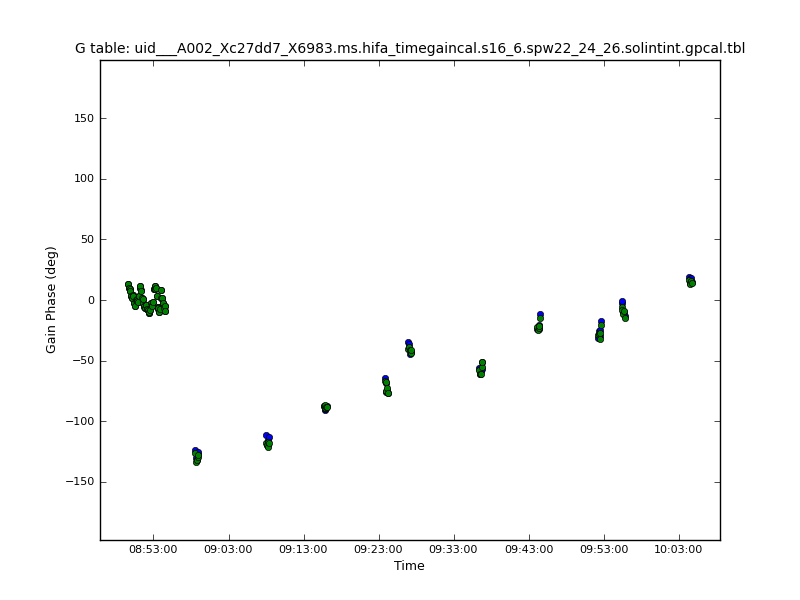 G table: uid___A002_Xc27dd7_X6983.ms.hifa_timegaincal.s16_6.spw22_24_26.solintint.gpcal.tbl
150
100
50
0
−50
−100
−150
Gain Phase (deg)
08:53:00 09:03:00 09:13:00 09:23:00 09:33:00 09:43:00 09:53:00 10:03:00
Time